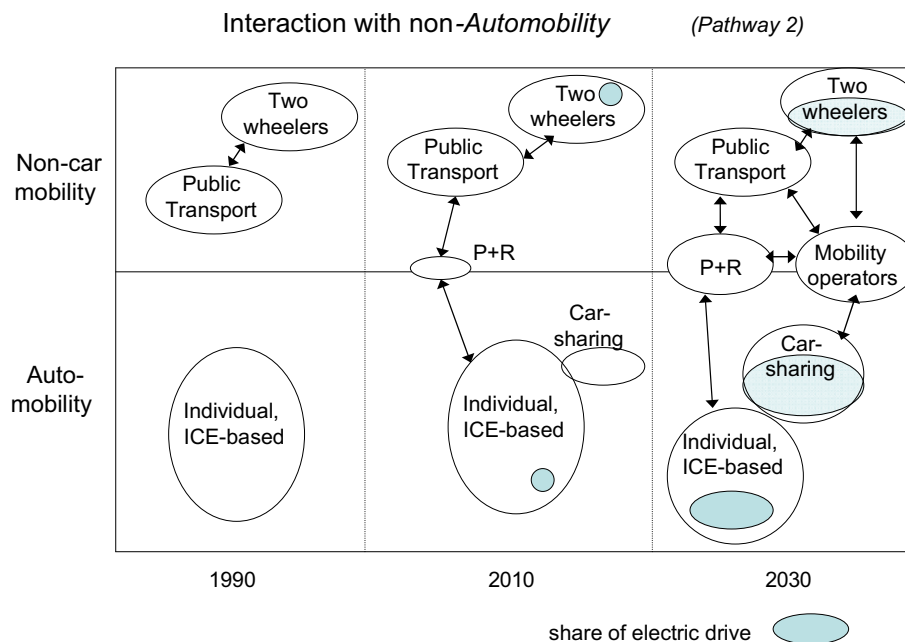 Interaction with non-Automobility (Pathway 2)
Non-car
mobility
Two
wheelers
Public
Transport
Two
wheelers
Public
Transport
P+R
Two
wheelers
Public
Transport
P+R
Mobility
operators
Auto-
mobility
Individual,
ICE-based
Car-
sharing
Individual,
ICE-based
Car-
sharing
Individual,
ICE-based
1990
2010
2030
share of electric drive